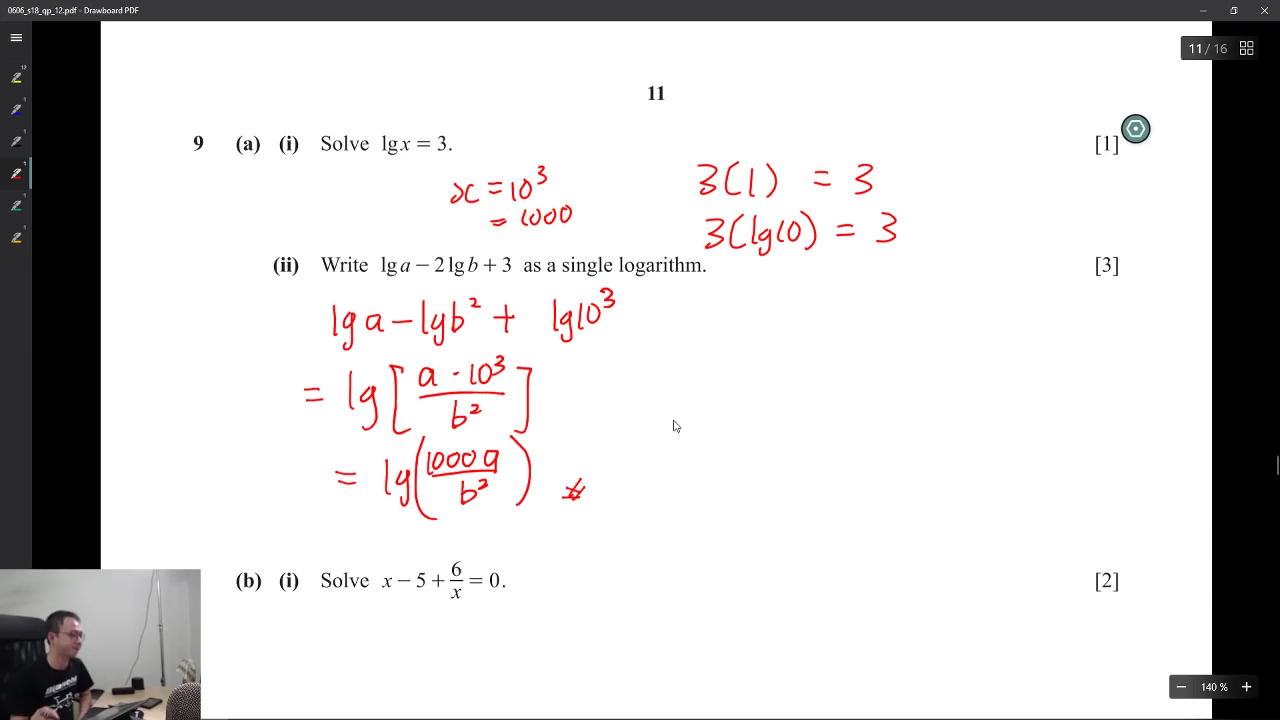 0606_s18_qp_12.pdf - Drawboard PDF
11 / 16
11
9 (a) (i) Solve lg x = 3. [1]
x = 10³
= 1000
3(1) = 3
3(lg10) = 3
(ii) Write lg a − 2 lg b + 3 as a single logarithm. [3]
lg a − lg b² + lg10³
= lg [ a · 10³ / b² ]
= lg ( 1000a / b² )
(b) (i) Solve x − 5 + 6/x = 0. [2]
140 %